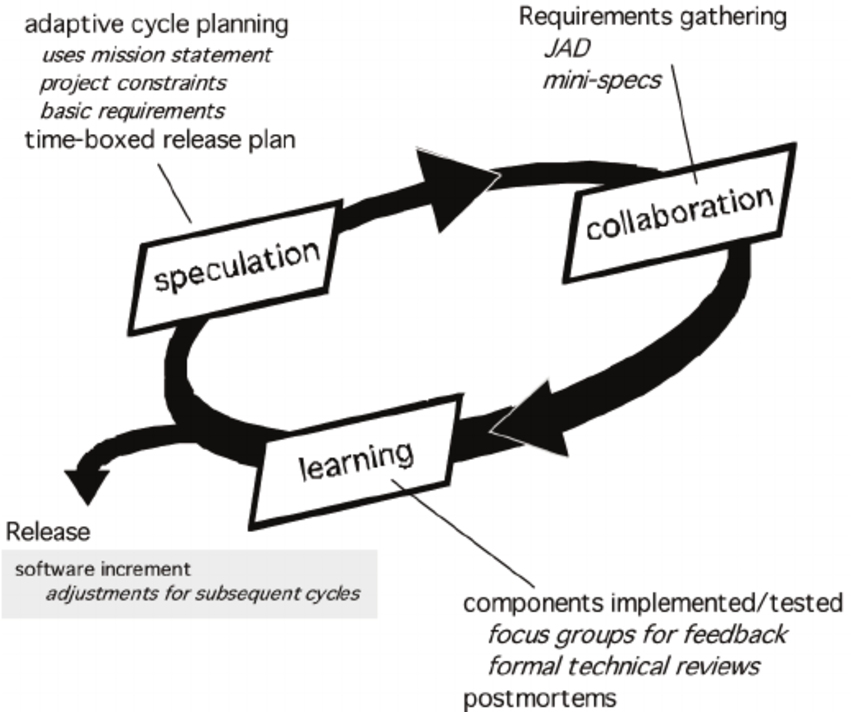 adaptive cycle planning
uses mission statement
project constraints
basic requirements
time-boxed release plan
Requirements gathering
JAD
mini-specs
speculation
collaboration
learning
Release
software increment
adjustments for subsequent cycles
components implemented/tested
focus groups for feedback
formal technical reviews
postmortems